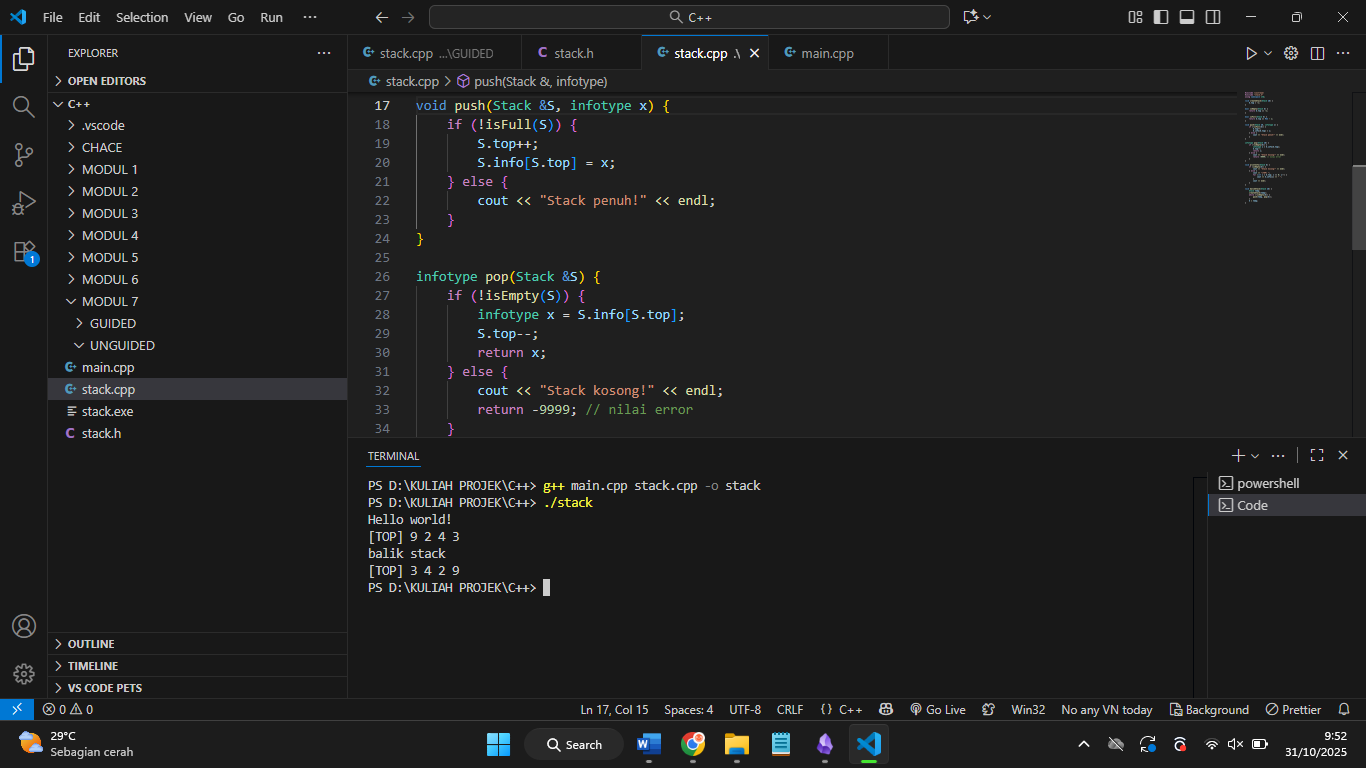 File Edit Selection View Go Run ··· C++
EXPLORER ···
OPEN EDITORS
C++
.vscode
CHACE
MODUL 1
MODUL 2
MODUL 3
MODUL 4
MODUL 5
MODUL 6
MODUL 7
GUIDED
UNGUIDED
main.cpp
stack.cpp
stack.exe
stack.h
OUTLINE
TIMELINE
VS CODE PETS
1
stack.cpp ...\GUIDED stack.h stack.cpp .\ main.cpp
stack.cpp > push(Stack &, infotype)
17 void push(Stack &S, infotype x) {
18 if (!isFull(S)) {
19 S.top++;
20 S.info[S.top] = x;
21 } else {
22 cout << "Stack penuh!" << endl;
23 }
24 }
25
26 infotype pop(Stack &S) {
27 if (!isEmpty(S)) {
28 infotype x = S.info[S.top];
29 S.top--;
30 return x;
31 } else {
32 cout << "Stack kosong!" << endl;
33 return -9999; // nilai error
34 }
TERMINAL
PS D:\KULIAH PROJEK\C++> g++ main.cpp stack.cpp -o stack
PS D:\KULIAH PROJEK\C++> ./stack
Hello world!
[TOP] 9 2 4 3
balik stack
[TOP] 3 4 2 9
PS D:\KULIAH PROJEK\C++>
powershell
Code
0 0 Ln 17, Col 15 Spaces: 4 UTF-8 CRLF {} C++ Go Live Win32 No any VN today Background Prettier
29°C
Sebagian cerah
Search
9:52
31/10/2025